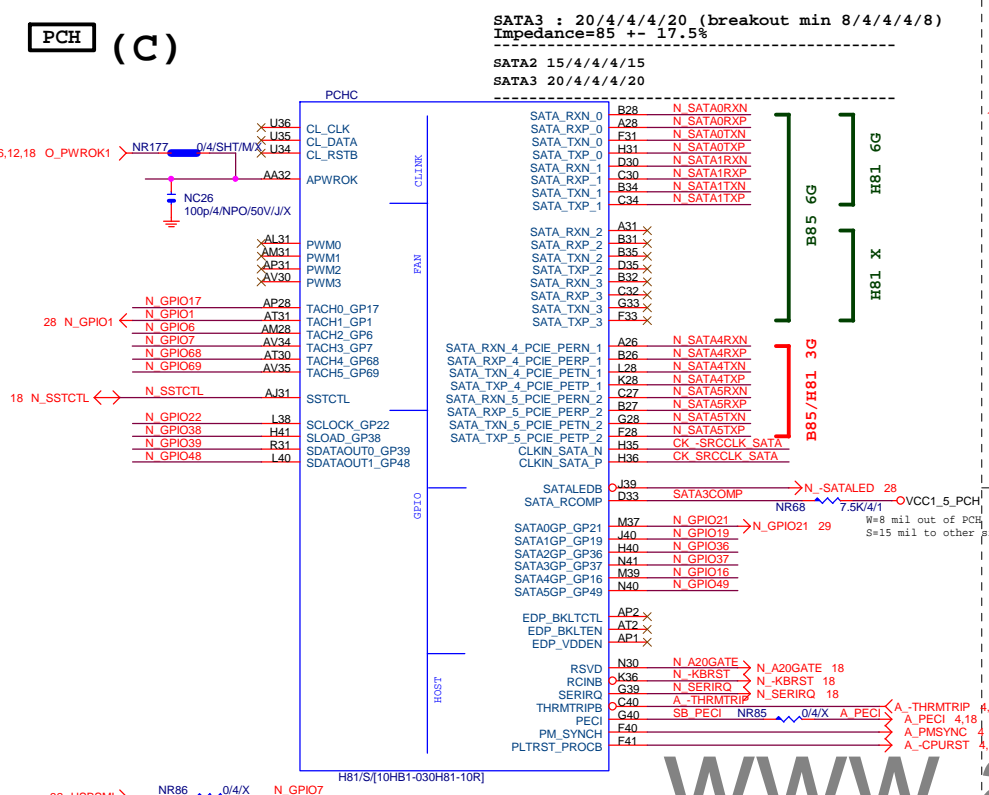 PCH (C)
SATA3 : 20/4/4/4/20 (breakout min 8/4/4/4/8)
Impedance=85 +- 17.5%
SATA2 15/4/4/4/15
SATA3 20/4/4/4/20
PCHC
6,12,18 O_PWROK1
NR177 0/4/SHT/M/X
NC26
100p/4/NPO/50V/J/X
U36 CL_CLK
U35 CL_DATA
U34 CL_RSTB
AA32 APWROK
CLINK
AL31 PWM0
AM31 PWM1
AP31 PWM2
AV30 PWM3
FAN
N_GPIO17 AP28 TACH0_GP17
28 N_GPIO1 N_GPIO1 AT31 TACH1_GP1
N_GPIO6 AM28 TACH2_GP6
N_GPIO7 AV34 TACH3_GP7
N_GPIO68 AT30 TACH4_GP68
N_GPIO69 AV35 TACH5_GP69
18 N_SSTCTL N_SSTCTL AJ31 SSTCTL
N_GPIO22 L38 SCLOCK_GP22
N_GPIO38 H41 SLOAD_GP38
N_GPIO39 R31 SDATAOUT0_GP39
N_GPIO48 L40 SDATAOUT1_GP48
GPIO
HOST
SATA_RXN_0 B28 N_SATA0RXN
SATA_RXP_0 A28 N_SATA0RXP
SATA_TXN_0 F31 N_SATA0TXN
SATA_TXP_0 H31 N_SATA0TXP
SATA_RXN_1 D30 N_SATA1RXN
SATA_RXP_1 C30 N_SATA1RXP
SATA_TXN_1 B34 N_SATA1TXN
SATA_TXP_1 C34 N_SATA1TXP
SATA_RXN_2 A31
SATA_RXP_2 B31
SATA_TXN_2 B35
SATA_TXP_2 D35
SATA_RXN_3 B32
SATA_RXP_3 C32
SATA_TXN_3 G33
SATA_TXP_3 F33
B85 6G
H81 6G
H81 X
SATA_RXN_4_PCIE_PERN_1 A26 N_SATA4RXN
SATA_RXP_4_PCIE_PERP_1 B26 N_SATA4RXP
SATA_TXN_4_PCIE_PETN_1 L28 N_SATA4TXN
SATA_TXP_4_PCIE_PETP_1 K28 N_SATA4TXP
SATA_RXN_5_PCIE_PERN_2 C27 N_SATA5RXN
SATA_RXP_5_PCIE_PERP_2 B27 N_SATA5RXP
SATA_TXN_5_PCIE_PETN_2 G28 N_SATA5TXN
SATA_TXP_5_PCIE_PETP_2 F28 N_SATA5TXP
B85/H81 3G
CLKIN_SATA_N H35 CK_-SRCCLK_SATA
CLKIN_SATA_P H36 CK_SRCCLK_SATA
SATALEDB J39 N_-SATALED 28
SATA_RCOMP D33 SATA3COMP NR68 7.5K/4/1 VCC1_5_PCH
W=8 mil out of PCH
S=15 mil to other
SATA0GP_GP21 M37 N_GPIO21 N_GPIO21 29
SATA1GP_GP19 J40 N_GPIO19
SATA2GP_GP36 H40 N_GPIO36
SATA3GP_GP37 N41 N_GPIO37
SATA4GP_GP16 M39 N_GPIO16
SATA5GP_GP49 N40 N_GPIO49
EDP_BKLTCTL AP2
EDP_BKLTEN AT2
EDP_VDDEN AP1
RSVD N30 N_A20GATE N_A20GATE 18
RCINB K36 N_-KBRST N_-KBRST 18
SERIRQ G39 N_SERIRQ N_SERIRQ 18
THRMTRIPB C40 A_-THRMTRIP A_-THRMTRIP 4,
PECI G40 SB_PECI NR85 0/4/X A_PECI A_PECI 4,18
PM_SYNCH F40 A_PMSYNC 4
PLTRST_PROCB F41 A_-CPURST 4,
H81/S/[10HB1-030H81-10R]
NR86 0/4/X N_GPIO7
www.